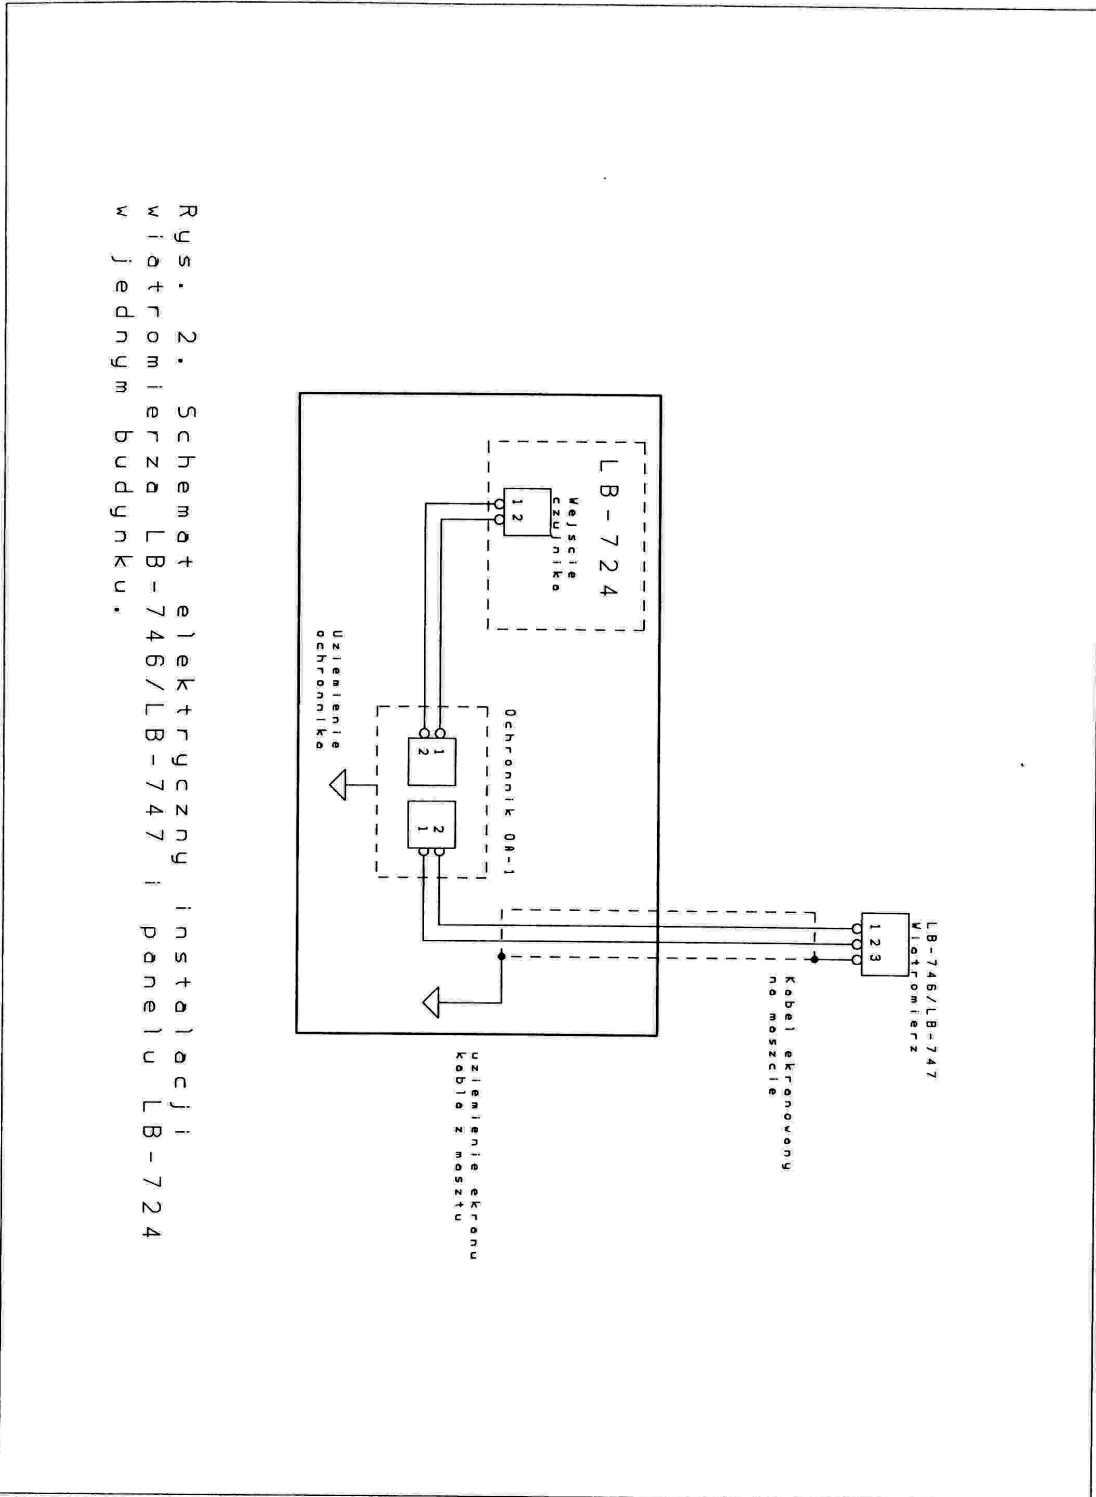 LB-746/LB-747
Wiatromierz
1 2 3
Kabel ekranowany
na maszcie
LB-724
Wejscie
czujnika
1 2
Ochronnik OA-1
1
2
2
1
uziemienie ekranu
kabla z masztu
Uziemienie
ochronnika
Rys. 2. Schemat elektryczny instalacji
wiatromierza LB-746/LB-747 i panelu LB-724
w jednym budynku.